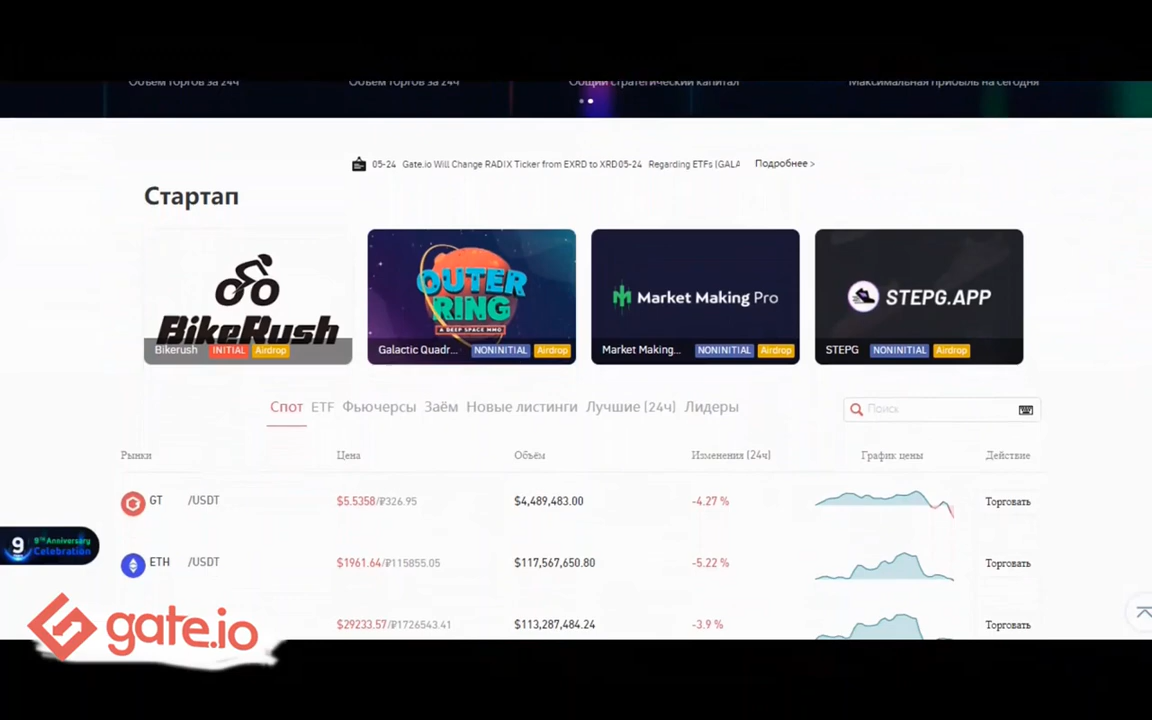 Объем торгов за 24ч Объем торгов за 24ч Общий стратегический капитал Максимальная прибыль на сегодня
05-24 Gate.io Will Change RADIX Ticker from EXRD to XRD05-24 Regarding ETFs (GALA Подробнее >
Стартап
BikeRush
OUTER RING
A DEEP SPACE MMO
Market Making Pro
STEPG.APP
Bikerush INITIAL Airdrop
Galactic Quadr... NONINITIAL Airdrop
Market Making... NONINITIAL Airdrop
STEPG NONINITIAL Airdrop
Спот ETF Фьючерсы Заём Новые листинги Лучшие (24ч) Лидеры Поиск
Рынки Цена Объём Изменения (24ч) График цены Действие
GT /USDT $5.5358/₽326.95 $4,489,483.00 -4.27 % Торговать
9 9th Anniversary
Celebration
ETH /USDT $1961.64/₽115855.05 $117,567,650.80 -5.22 % Торговать
$29233.57/₽1726543.41 $113,287,484.24 -3.9 % Торговать
gate.io